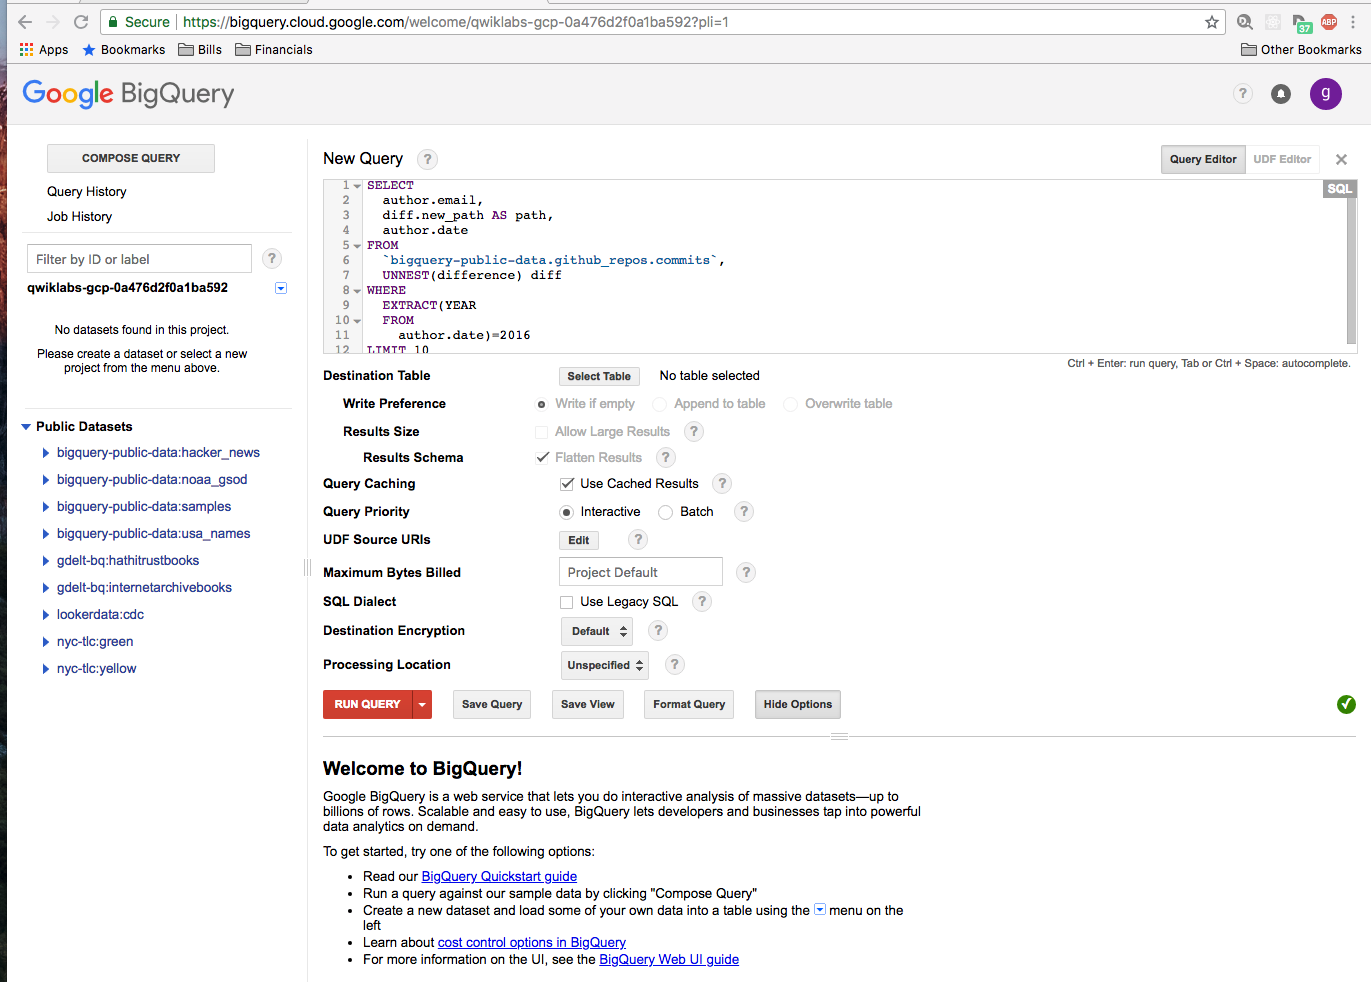 Secure https://bigquery.cloud.google.com/welcome/qwiklabs-gcp-0a476d2f0a1ba592?pli=1
37
ABP
Apps Bookmarks Bills Financials Other Bookmarks
Google BigQuery
? g
COMPOSE QUERY
Query History
Job History
Filter by ID or label ?
qwiklabs-gcp-0a476d2f0a1ba592
No datasets found in this project.
Please create a dataset or select a new
project from the menu above.
Public Datasets
bigquery-public-data:hacker_news
bigquery-public-data:noaa_gsod
bigquery-public-data:samples
bigquery-public-data:usa_names
gdelt-bq:hathitrustbooks
gdelt-bq:internetarchivebooks
lookerdata:cdc
nyc-tlc:green
nyc-tlc:yellow
New Query ? Query Editor UDF Editor
SQL
1 SELECT
2 author.email,
3 diff.new_path AS path,
4 author.date
5 FROM
6 `bigquery-public-data.github_repos.commits`,
7 UNNEST(difference) diff
8 WHERE
9 EXTRACT(YEAR
10 FROM
11 author.date)=2016
12 LIMIT 10
Ctrl + Enter: run query, Tab or Ctrl + Space: autocomplete.
Destination Table Select Table No table selected
Write Preference Write if empty Append to table Overwrite table
Results Size Allow Large Results ?
Results Schema Flatten Results ?
Query Caching Use Cached Results ?
Query Priority Interactive Batch ?
UDF Source URIs Edit ?
Maximum Bytes Billed Project Default ?
SQL Dialect Use Legacy SQL ?
Destination Encryption Default ?
Processing Location Unspecified ?
RUN QUERY Save Query Save View Format Query Hide Options
Welcome to BigQuery!
Google BigQuery is a web service that lets you do interactive analysis of massive datasets—up to
billions of rows. Scalable and easy to use, BigQuery lets developers and businesses tap into powerful
data analytics on demand.
To get started, try one of the following options:
• Read our BigQuery Quickstart guide
• Run a query against our sample data by clicking "Compose Query"
• Create a new dataset and load some of your own data into a table using the menu on the
left
• Learn about cost control options in BigQuery
• For more information on the UI, see the BigQuery Web UI guide